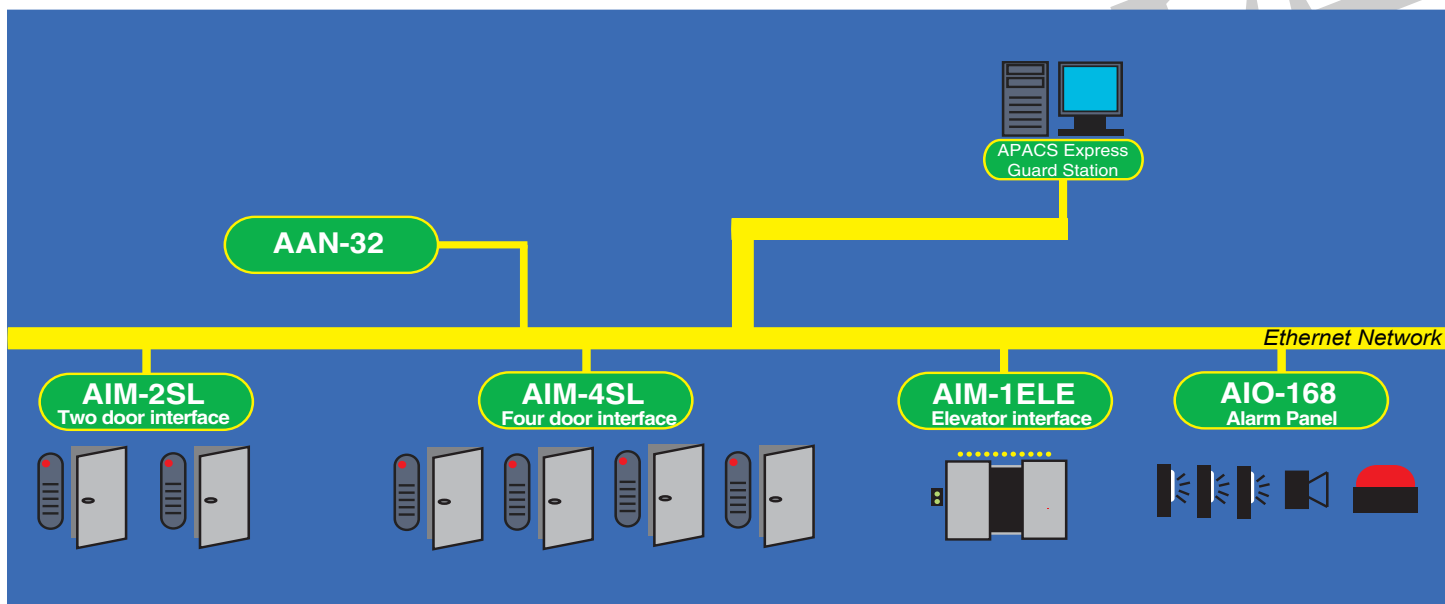 APACS Express
Guard Station
AAN-32
Ethernet Network
AIM-2SL
Two door interface
AIM-4SL
Four door interface
AIM-1ELE
Elevator interface
AIO-168
Alarm Panel